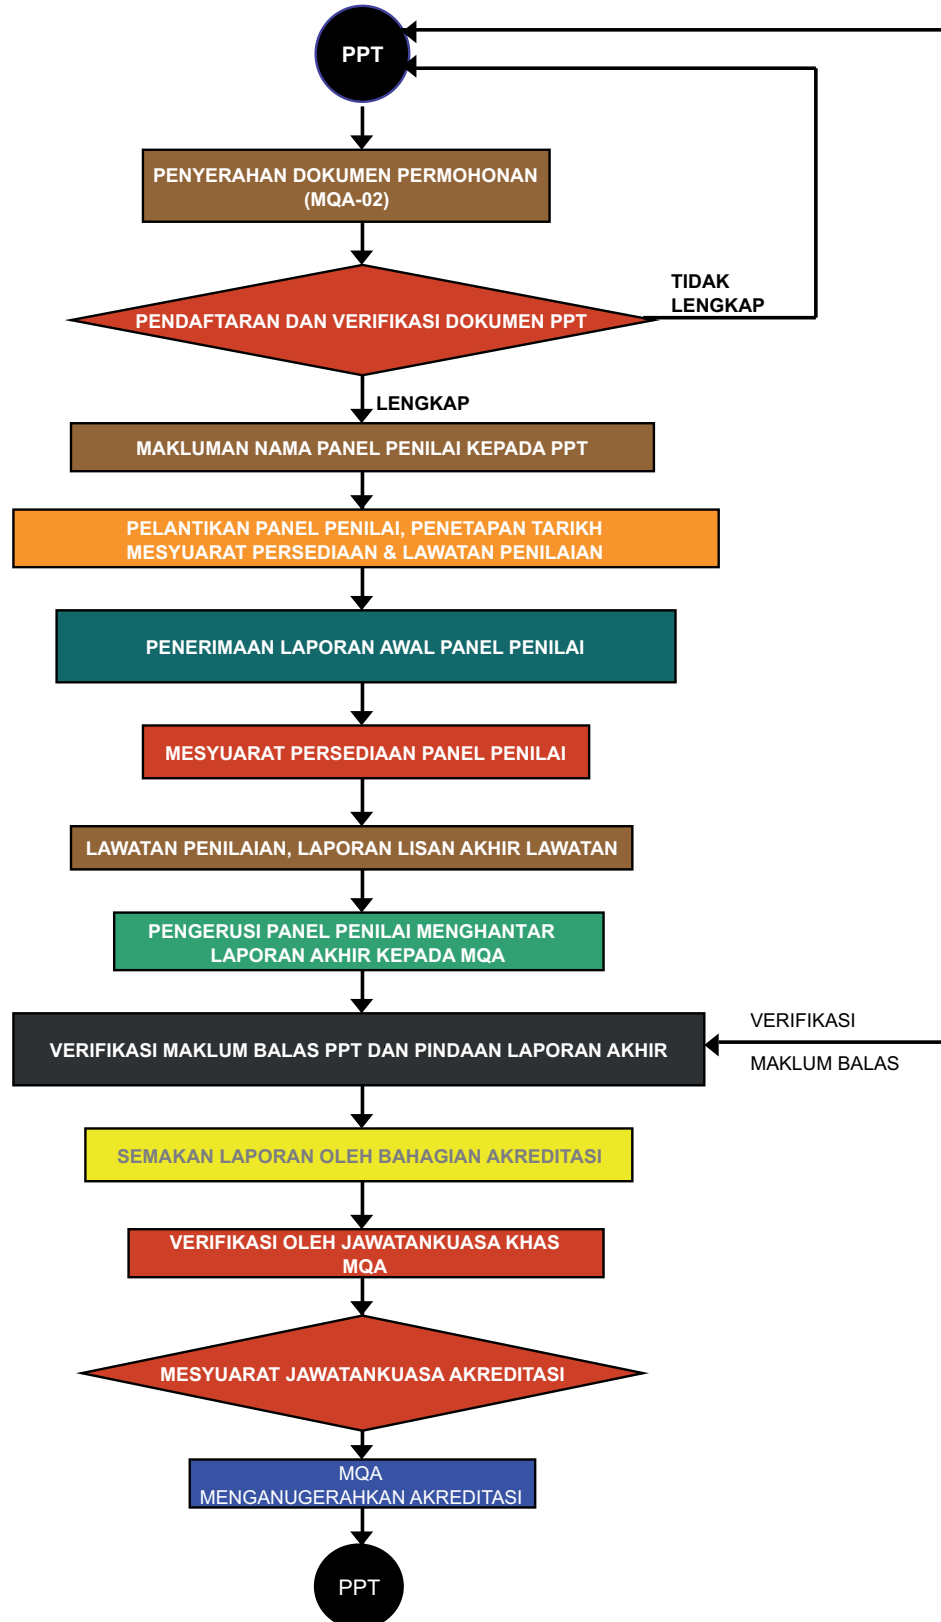 PPT
PENYERAHAN DOKUMEN PERMOHONAN
(MQA-02)
TIDAK
LENGKAP
PENDAFTARAN DAN VERIFIKASI DOKUMEN PPT
LENGKAP
MAKLUMAN NAMA PANEL PENILAI KEPADA PPT
PELANTIKAN PANEL PENILAI, PENETAPAN TARIKH
MESYUARAT PERSEDIAAN & LAWATAN PENILAIAN
PENERIMAAN LAPORAN AWAL PANEL PENILAI
MESYUARAT PERSEDIAAN PANEL PENILAI
LAWATAN PENILAIAN, LAPORAN LISAN AKHIR LAWATAN
PENGERUSI PANEL PENILAI MENGHANTAR
LAPORAN AKHIR KEPADA MQA
VERIFIKASI MAKLUM BALAS PPT DAN PINDAAN LAPORAN AKHIR
VERIFIKASI
MAKLUM BALAS
SEMAKAN LAPORAN OLEH BAHAGIAN AKREDITASI
VERIFIKASI OLEH JAWATANKUASA KHAS
MQA
MESYUARAT JAWATANKUASA AKREDITASI
MQA
MENGANUGERAHKAN AKREDITASI
PPT